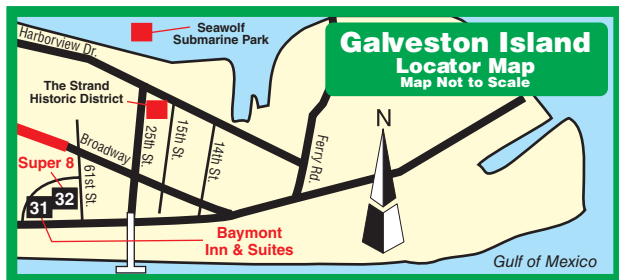 Harborview Dr.
Seawolf
Submarine Park
Galveston Island
Locator Map
Map Not to Scale
The Strand
Historic District
25th St.
15th St.
14th St.
Ferry Rd.
N
Broadway
Super 8
61st St.
31
32
Baymont
Inn & Suites
Gulf of Mexico